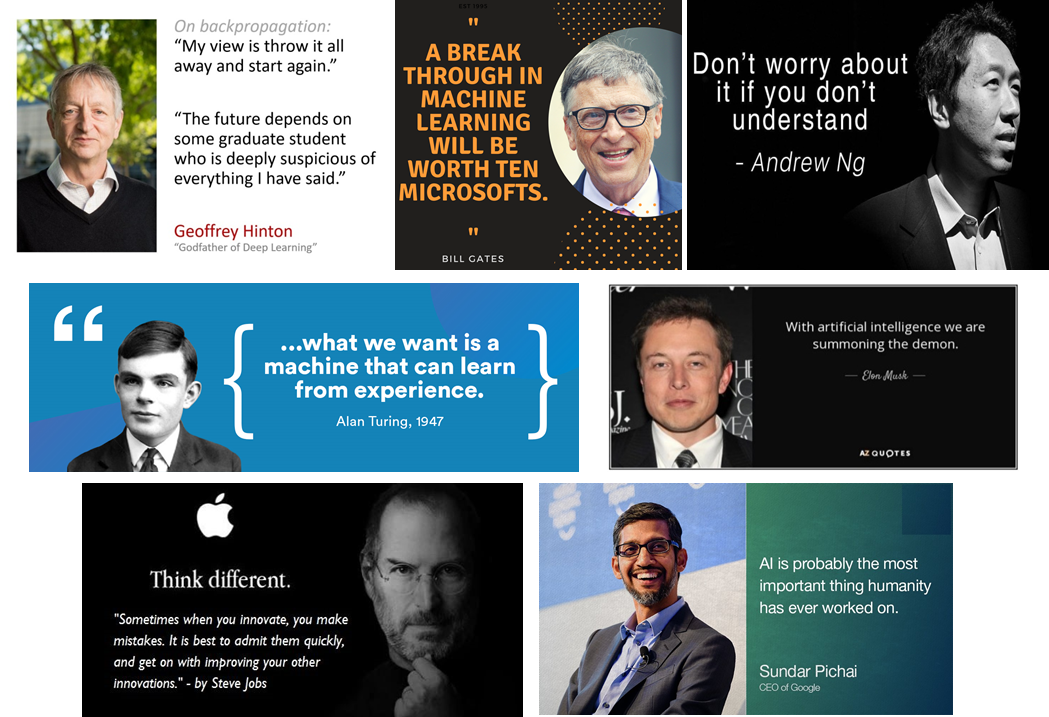 On backpropagation:
“My view is throw it all
away and start again.”
“The future depends on
some graduate student
who is deeply suspicious of
everything I have said.”
Geoffrey Hinton
“Godfather of Deep Learning”
EST 1995
"
A BREAK
THROUGH IN
MACHINE
LEARNING
WILL BE
WORTH TEN
MICROSOFTS.
"
BILL GATES
Don’t worry about
it if you don’t
understand
- Andrew Ng
“
{ ...what we want is a
machine that can learn
from experience. }
Alan Turing, 1947
With artificial intelligence we are
summoning the demon.
— Elon Musk —
AZ QUOTES
Think different.
"Sometimes when you innovate, you make
mistakes. It is best to admit them quickly,
and get on with improving your other
innovations." - by Steve Jobs
AI is probably the most
important thing humanity
has ever worked on.
Sundar Pichai
CEO of Google